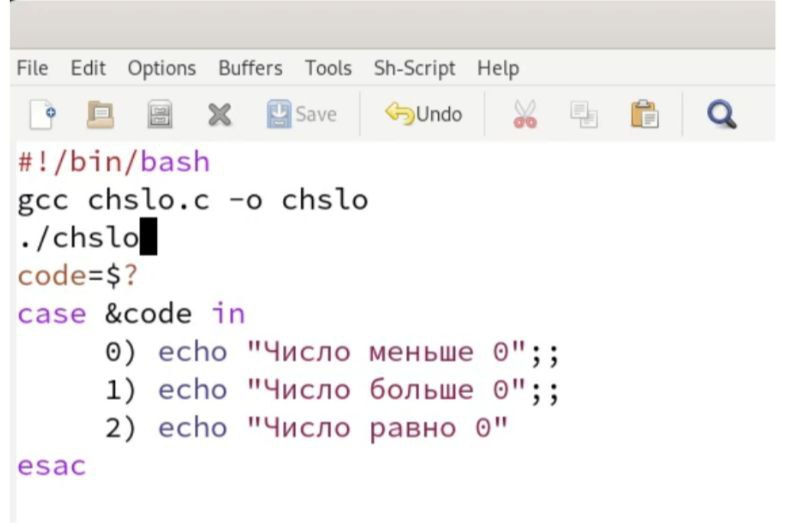 File Edit Options Buffers Tools Sh-Script Help
Save Undo
#!/bin/bash
gcc chslo.c -o chslo
./chslo
code=$?
case &code in
0) echo "Число меньше 0";;
1) echo "Число больше 0";;
2) echo "Число равно 0"
esac